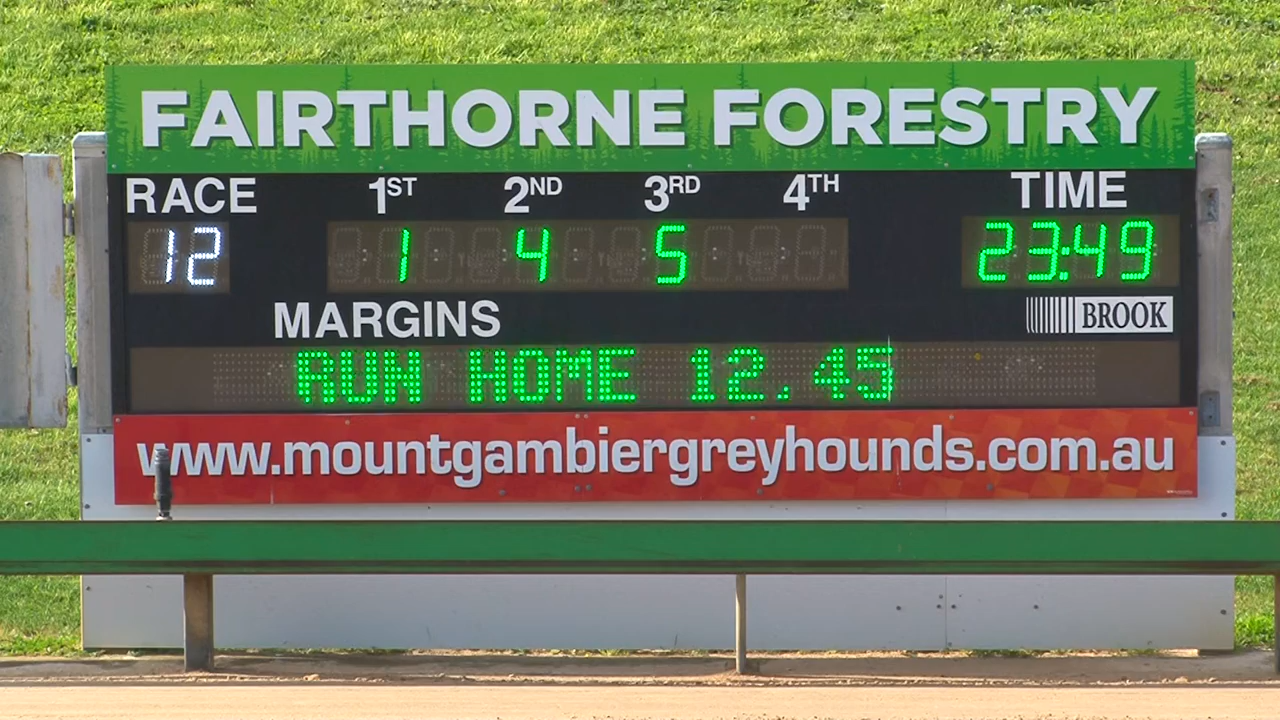 FAIRTHORNE FORESTRY
RACE 1ST 2ND 3RD 4TH TIME
12 1 4 5 23:49
MARGINS BROOK
RUN HOME 12.45
www.mountgambiergreyhounds.com.au